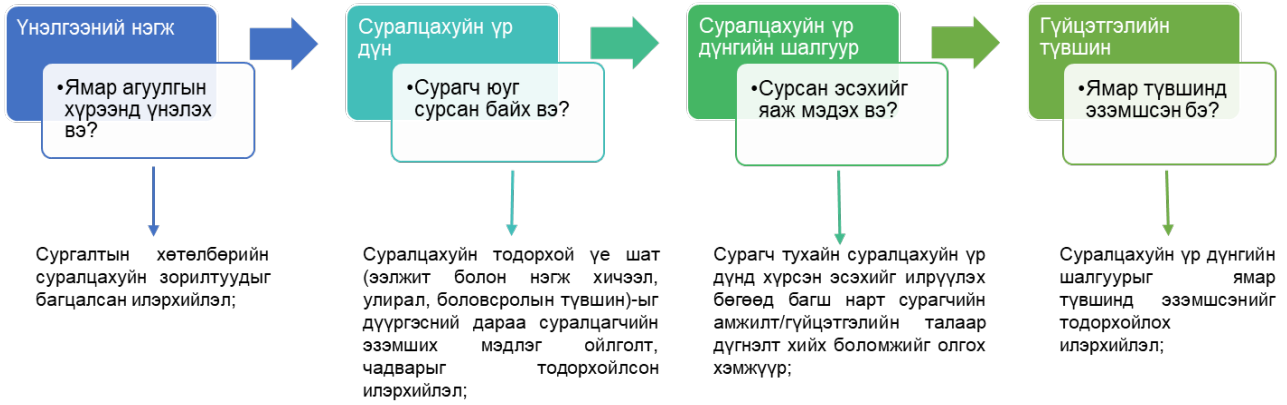 Үнэлгээний нэгж
•Ямар агуулгын
хүрээнд үнэлэх
вэ?
Сургалтын хөтөлбөрийн
суралцахуйн зорилтуудыг
багцалсан илэрхийлэл;
Суралцахуйн үр
дүн
•Сурагч юуг
сурсан байх вэ?
Суралцахуйн тодорхой үе шат
(ээлжит болон нэгж хичээл,
улирал, боловсролын түвшин)-ыг
дүүргэсний дараа суралцагчийн
эзэмших мэдлэг ойлголт,
чадварыг тодорхойлсон
илэрхийлэл;
Суралцахуйн үр
дүнгийн шалгуур
•Сурсан эсэхийг
яаж мэдэх вэ?
Сурагч тухайн суралцахуйн үр
дүнд хүрсэн эсэхийг илрүүлэх
бөгөөд багш нарт сурагчийн
амжилт/гүйцэтгэлийн талаар
дүгнэлт хийх боломжийг олгох
хэмжүүр;
Гүйцэтгэлийн
түвшин
•Ямар түвшинд
эзэмшсэн бэ?
Суралцахуйн үр дүнгийн
шалгуурыг ямар
түвшинд эзэмшсэнийг
тодорхойлох
илэрхийлэл;